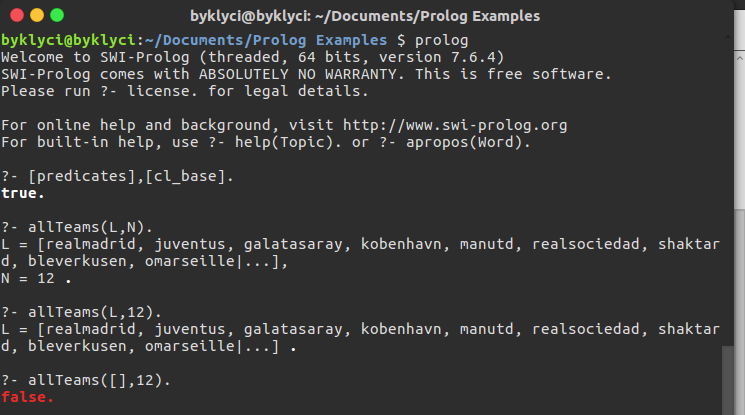 byklyci@byklyci: ~/Documents/Prolog Examples
byklyci@byklyci:~/Documents/Prolog Examples $ prolog
Welcome to SWI-Prolog (threaded, 64 bits, version 7.6.4)
SWI-Prolog comes with ABSOLUTELY NO WARRANTY. This is free software.
Please run ?- license. for legal details.
For online help and background, visit http://www.swi-prolog.org
For built-in help, use ?- help(Topic). or ?- apropos(Word).
?- [predicates],[cl_base].
true.
?- allTeams(L,N).
L = [realmadrid, juventus, galatasaray, kobenhavn, manutd, realsociedad, shaktar
d, bleverkusen, omarseille|...],
N = 12 .
?- allTeams(L,12).
L = [realmadrid, juventus, galatasaray, kobenhavn, manutd, realsociedad, shaktar
d, bleverkusen, omarseille|...] .
?- allTeams([],12).
false.